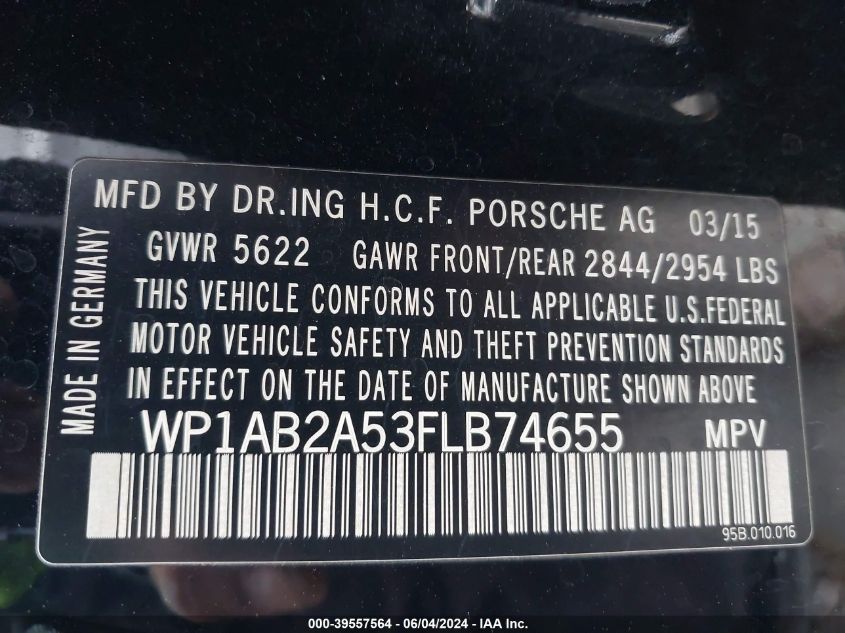 MFD BY DR.ING H.C.F. PORSCHE AG 03/15
GVWR 5622 GAWR FRONT/REAR 2844/2954 LBS
THIS VEHICLE CONFORMS TO ALL APPLICABLE U.S.FEDERAL
MOTOR VEHICLE SAFETY AND THEFT PREVENTION STANDARDS
IN EFFECT ON THE DATE OF MANUFACTURE SHOWN ABOVE
MADE IN GERMANY
WP1AB2A53FLB74655 MPV
95B.010.016
000-39557564 - 06/04/2024 - IAA Inc.